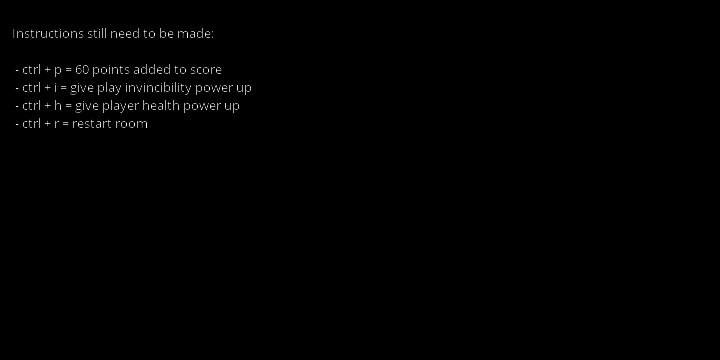 Instructions still need to be made:
- ctrl + p = 60 points added to score
- ctrl + i = give play invincibility power up
- ctrl + h = give player health power up
- ctrl + r = restart room